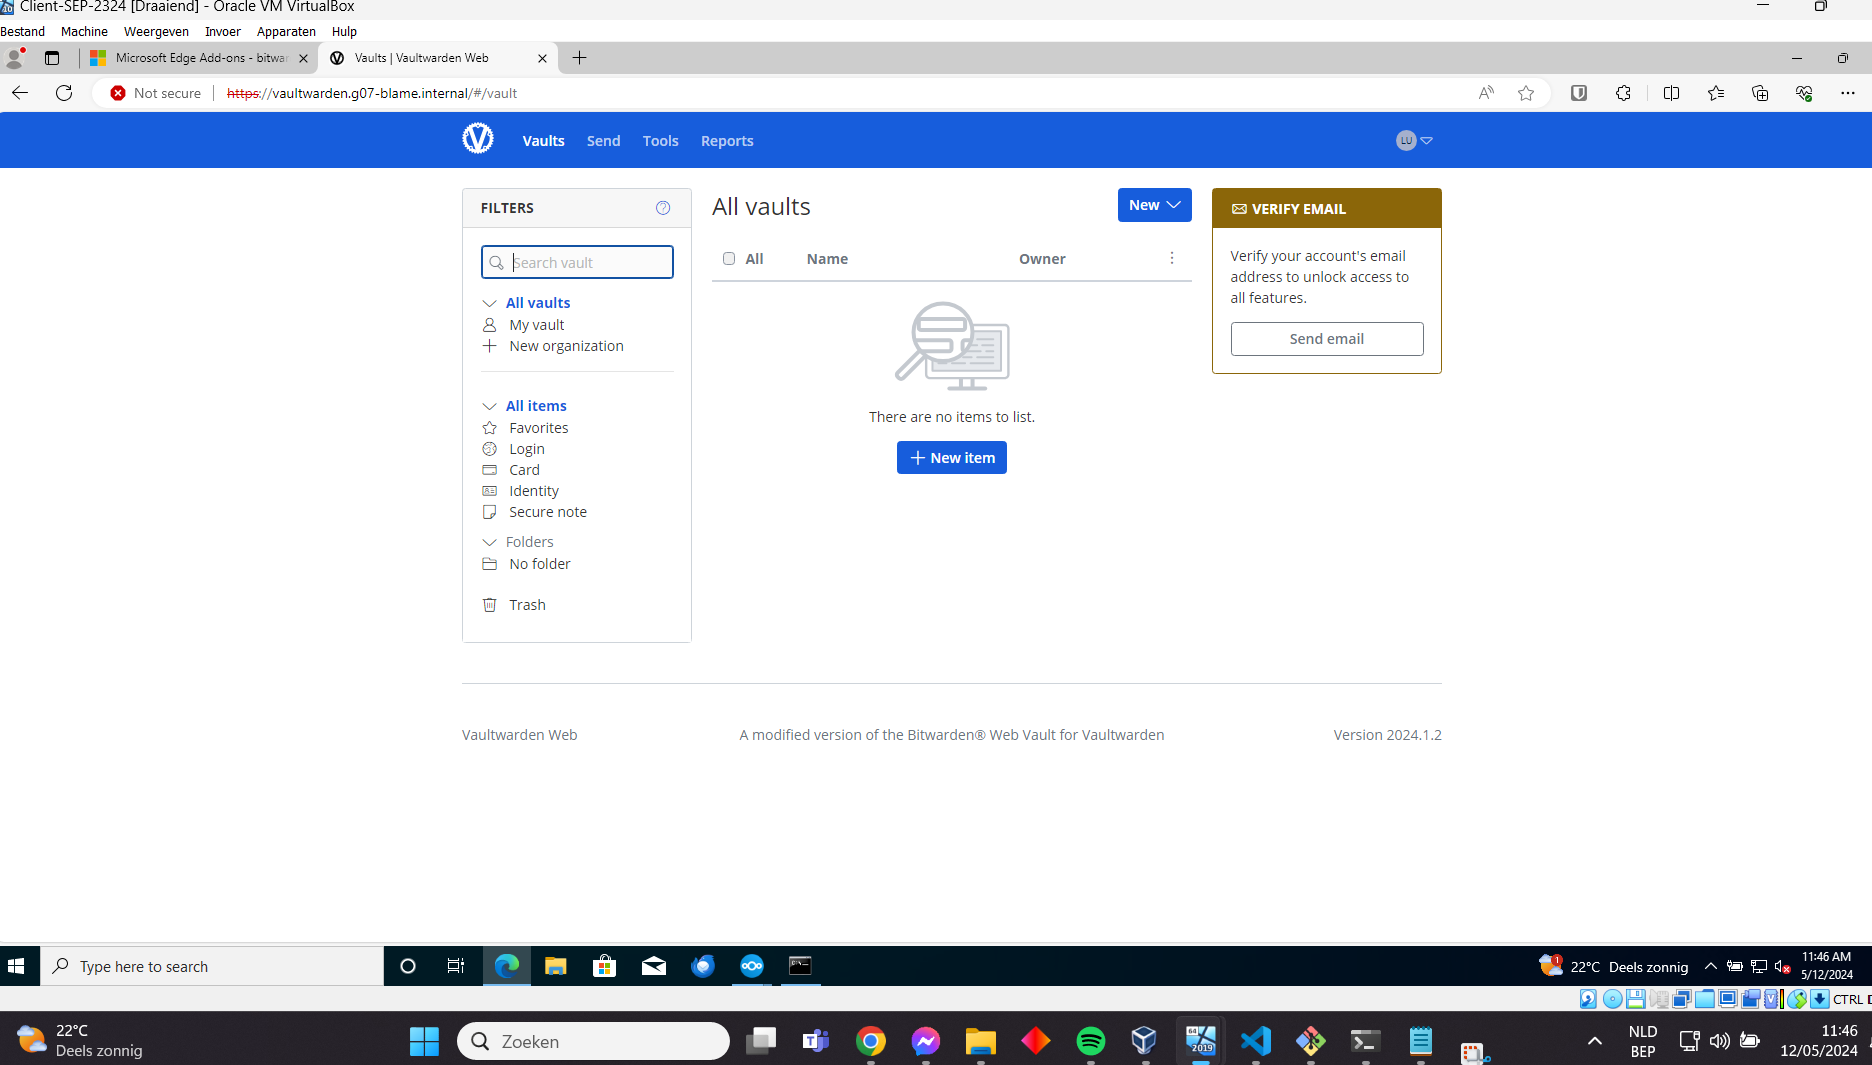 Client-SEP-2324 [Draaiend] - Oracle VM VirtualBox
Bestand Machine Weergeven Invoer Apparaten Hulp
Microsoft Edge Add-ons - bitwar
Vaults | Vaultwarden Web
Not secure https://vaultwarden.g07-blame.internal/#/vault
Vaults Send Tools Reports LU
FILTERS
Search vault
All vaults
My vault
New organization
All items
Favorites
Login
Card
Identity
Secure note
Folders
No folder
Trash
All vaults
New
All Name Owner
There are no items to list.
New item
VERIFY EMAIL
Verify your account's email
address to unlock access to
all features.
Send email
Vaultwarden Web
A modified version of the Bitwarden® Web Vault for Vaultwarden
Version 2024.1.2
Type here to search
1
22°C Deels zonnig
11:46 AM
5/12/2024
CTRL D
22°C
Deels zonnig
Zoeken
64
2019
NLD
BEP
11:46
12/05/2024